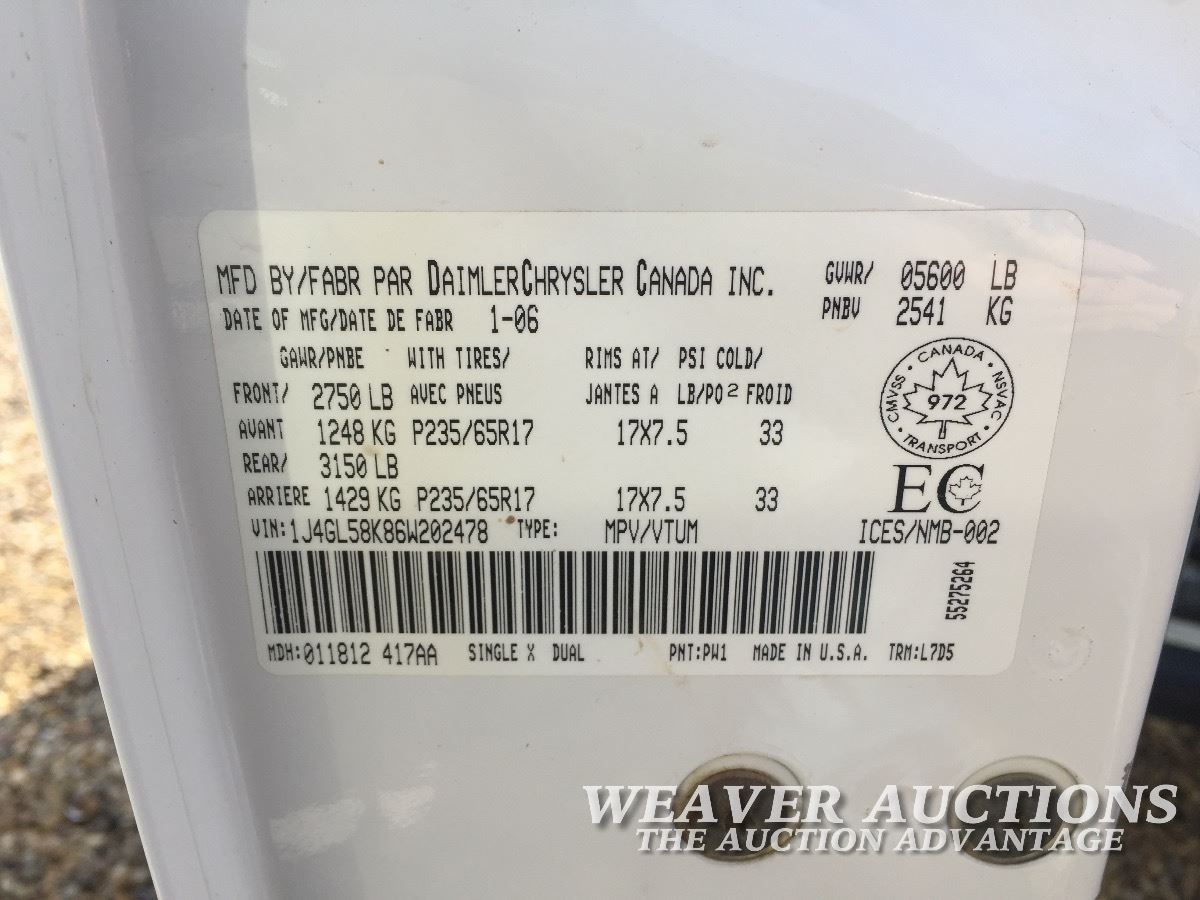 MFD BY/FABR PAR DAIMLERCHRYSLER CANADA INC. GVWR/ 05600 LB
DATE OF MFG/DATE DE FABR 1-06 PNBV 2541 KG
GAWR/PNBE WITH TIRES/ RIMS AT/ PSI COLD/
FRONT/ 2750 LB AVEC PNEUS JANTES A LB/PO² FROID
AVANT 1248 KG P235/65R17 17X7.5 33
REAR/ 3150 LB
ARRIERE 1429 KG P235/65R17 17X7.5 33
CANADA
CMVSS NSVAC
972
TRANSPORT
EC
VIN:1J4GL58K86W202478 TYPE: MPV/VTUM ICES/NMB-002
55275264
MDH:011812 417AA SINGLE X DUAL PNT:PW1 MADE IN U.S.A. TRM:L7D5
WEAVER AUCTIONS
THE AUCTION ADVANTAGE